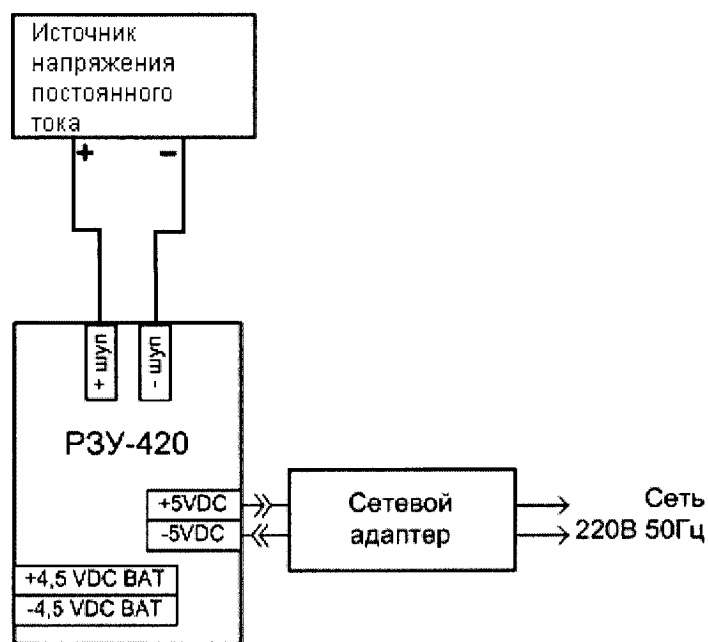 Источник
напряжения
постоянного
тока
+ −
+ щуп
- щуп
РЗУ-420
+5VDC
-5VDC
Сетевой
адаптер
Сеть
220В 50Гц
+4,5 VDC BAT
-4,5 VDC BAT